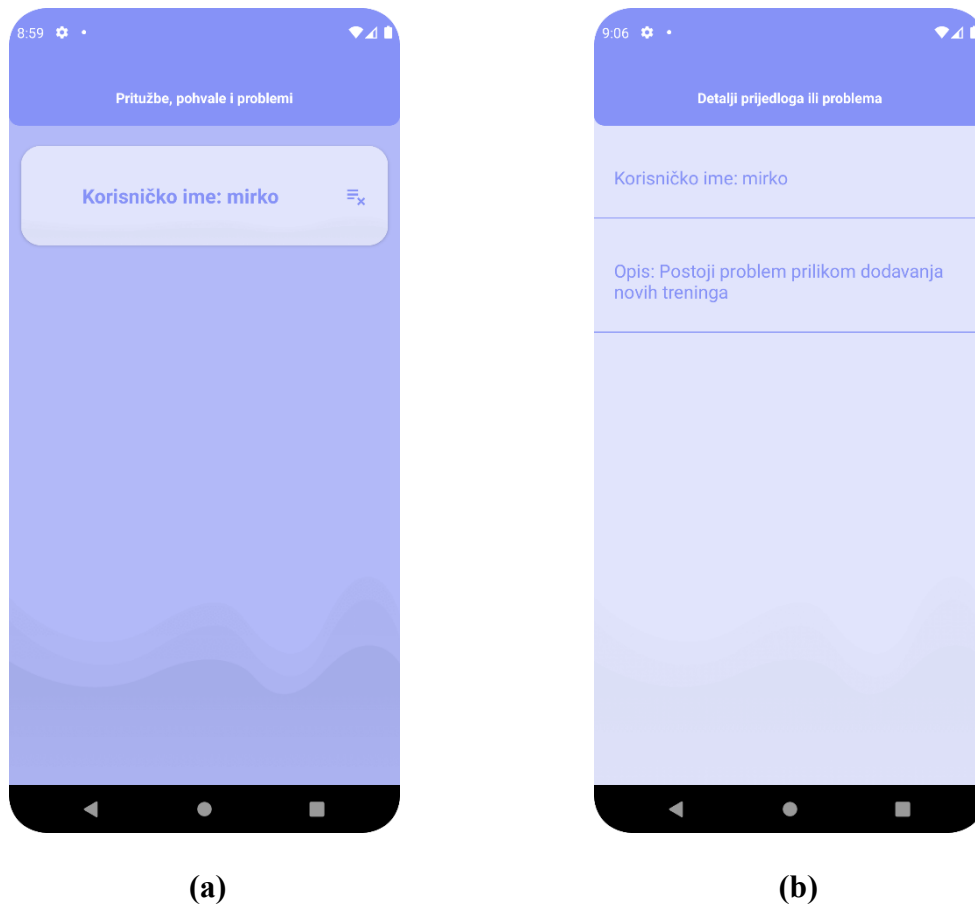 8:59
Pritužbe, pohvale i problemi
Korisničko ime: mirko
(a)
9:06
Detalji prijedloga ili problema
Korisničko ime: mirko
Opis: Postoji problem prilikom dodavanja
novih treninga
(b)